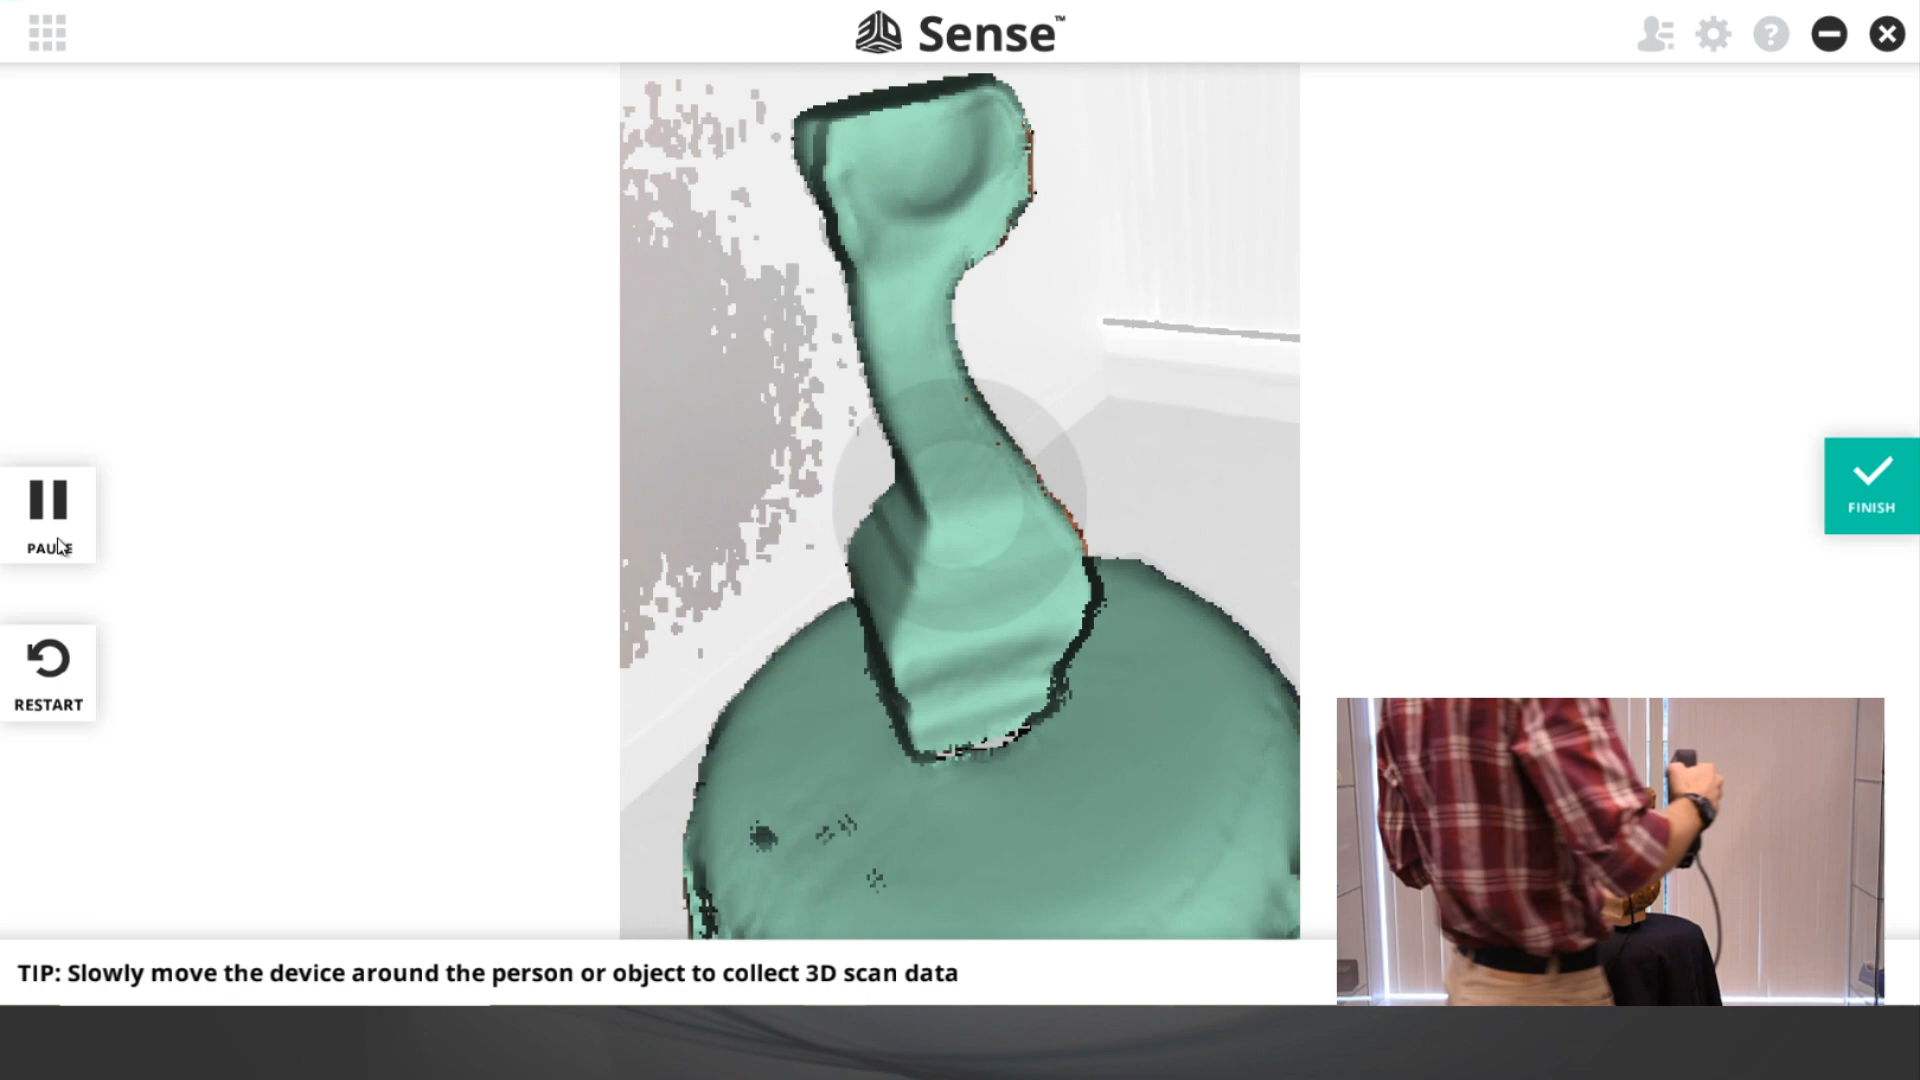 3D Sense™
PAUSE
RESTART
FINISH
TIP: Slowly move the device around the person or object to collect 3D scan data